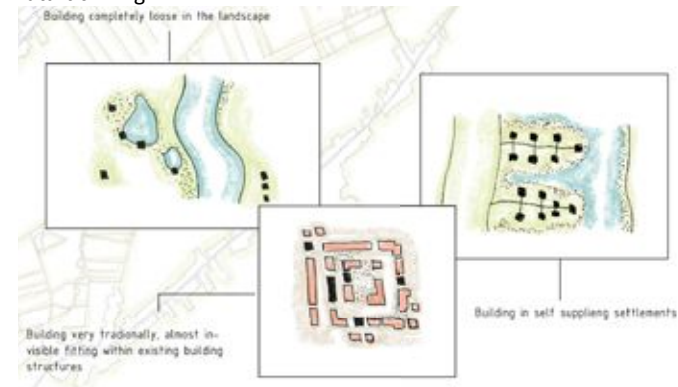 Building completely loose in the landscape
Building in self supplieng settlements
Building very tradionally, almost in-
visible fitting within existing building
structures